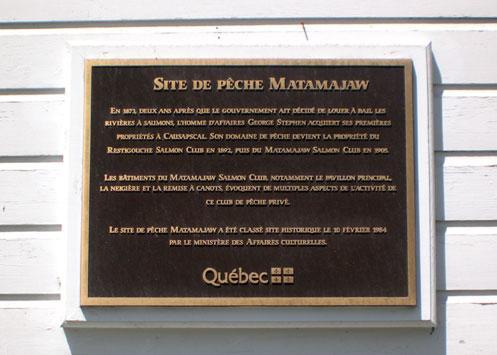 SITE DE PÊCHE MATAMAJAW
EN 1873, DEUX ANS APRÈS QUE LE GOUVERNEMENT AIT DÉCIDÉ DE LOUER À BAIL LES
RIVIÈRES À SAUMONS, L'HOMME D'AFFAIRES GEORGE STEPHEN ACQUIERT SES PREMIÈRES
PROPRIÉTÉS À CAUSAPSCAL. SON DOMAINE DE PÊCHE DEVIENT LA PROPRIÉTÉ DU
RESTIGOUCHE SALMON CLUB EN 1892, PUIS DU MATAMAJAW SALMON CLUB EN 1905.
LES BÂTIMENTS DU MATAMAJAW SALMON CLUB, NOTAMMENT LE PAVILLON PRINCIPAL,
LA NEIGIÈRE ET LA REMISE À CANOTS, ÉVOQUENT DE MULTIPLES ASPECTS DE L'ACTIVITÉ DE
CE CLUB DE PÊCHE PRIVÉ.
LE SITE DE PÊCHE MATAMAJAW A ÉTÉ CLASSÉ SITE HISTORIQUE LE 10 FÉVRIER 1984
PAR LE MINISTÈRE DES AFFAIRES CULTURELLES.
Québec